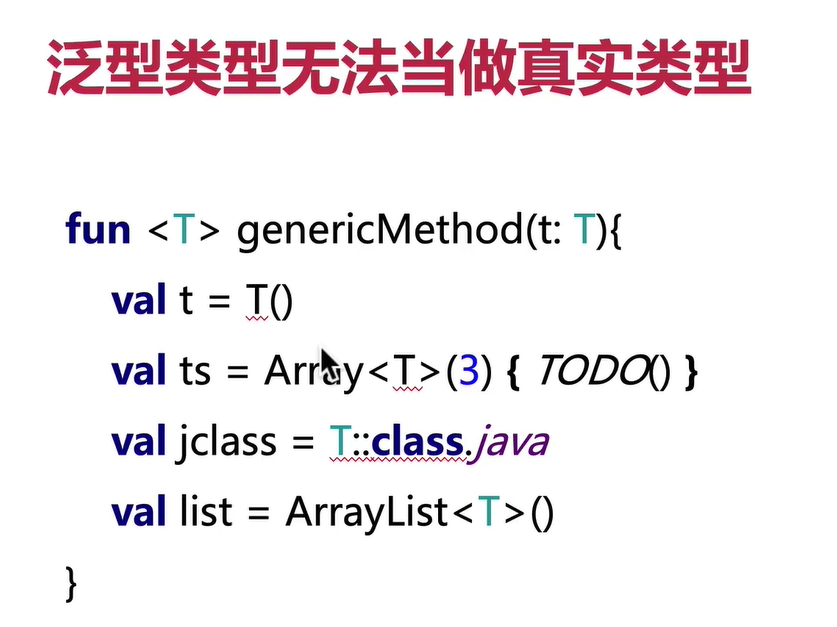 泛型类型无法当做真实类型
fun <T> genericMethod(t: T){
val t = T()
val ts = Array<T>(3) { TODO() }
val jclass = T::class.java
val list = ArrayList<T>()
}